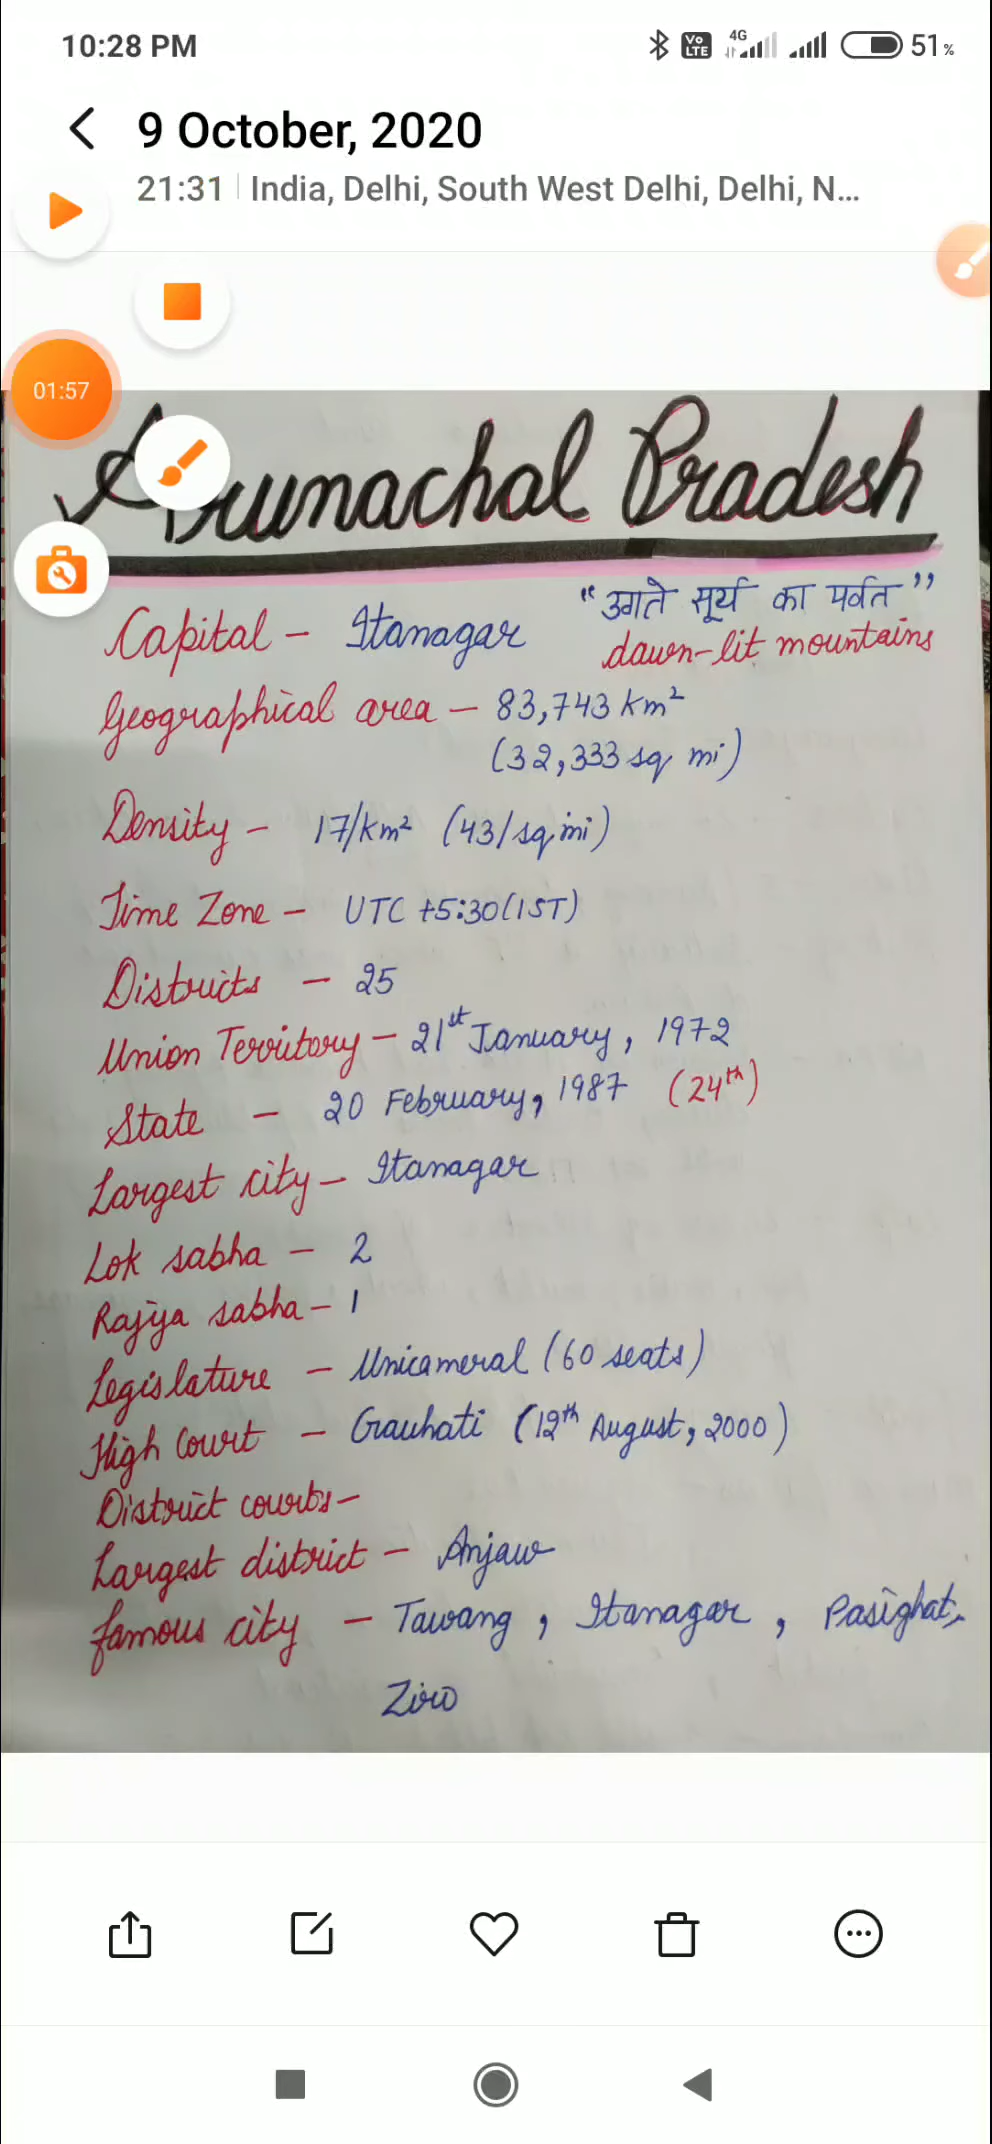 10:28 PM
Vo LTE 4G 51%
9 October, 2020
21:31 | India, Delhi, South West Delhi, Delhi, N...
01:57
Arunachal Pradesh
"उगते सूर्य का पर्वत"
Capital – Itanagar
dawn-lit mountains
Geographical area – 83,743 km²
(32,333 sq mi)
Density – 17/km² (43/sq mi)
Time Zone – UTC +5:30(IST)
Districts – 25
Union Territory – 21st January, 1972
State – 20 February, 1987 (24th)
Largest city – Itanagar
Lok sabha – 2
Rajya sabha – 1
Legislature – Unicameral (60 seats)
High Court – Gauhati (12th August, 2000)
District courts –
Largest district – Anjaw
famous city – Tawang, Itanagar, Pasighat,
Ziro